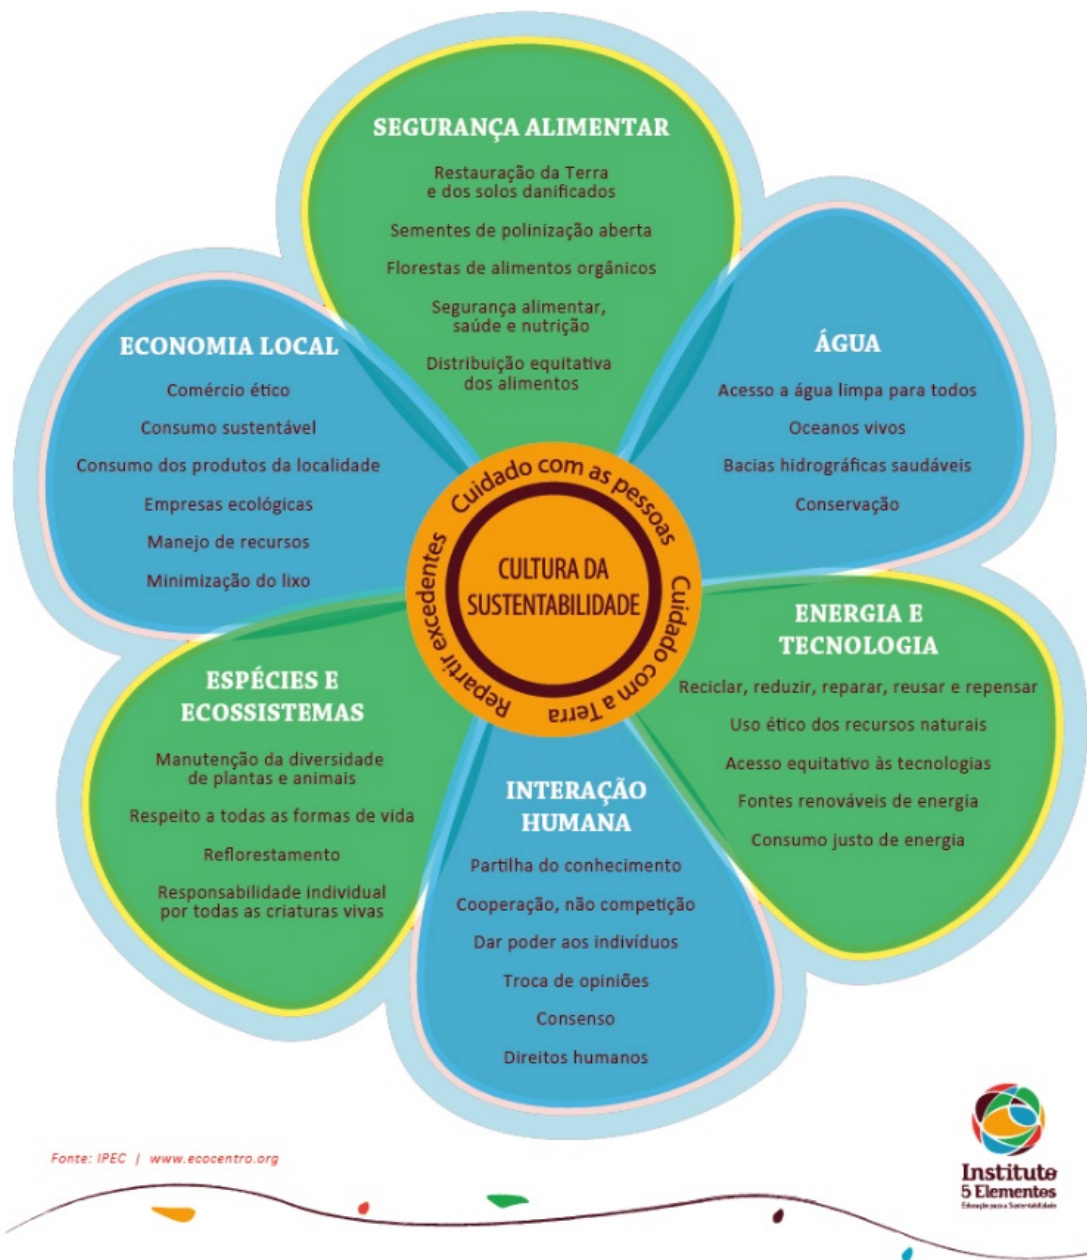 SEGURANÇA ALIMENTAR
Restauração da Terra
e dos solos danificados
Sementes de polinização aberta
Florestas de alimentos orgânicos
Segurança alimentar,
saúde e nutrição
Distribuição equitativa
dos alimentos
ECONOMIA LOCAL
Comércio ético
Consumo sustentável
Consumo dos produtos da localidade
Empresas ecológicas
Manejo de recursos
Minimização do lixo
ÁGUA
Acesso a água limpa para todos
Oceanos vivos
Bacias hidrográficas saudáveis
Conservação
Cuidado com as pessoas
Cuidado com a Terra
Repartir excedentes
CULTURA DA
SUSTENTABILIDADE
ENERGIA E
TECNOLOGIA
Reciclar, reduzir, reparar, reusar e repensar
Uso ético dos recursos naturais
Acesso equitativo às tecnologias
Fontes renováveis de energia
Consumo justo de energia
ESPÉCIES E
ECOSSISTEMAS
Manutenção da diversidade
de plantas e animais
Respeito a todas as formas de vida
Reflorestamento
Responsabilidade individual
por todas as criaturas vivas
INTERAÇÃO
HUMANA
Partilha do conhecimento
Cooperação, não competição
Dar poder aos indivíduos
Troca de opiniões
Consenso
Direitos humanos
Fonte: IPEC | www.ecocentro.org
Instituto
5 Elementos
Educação para a Sustentabilidade